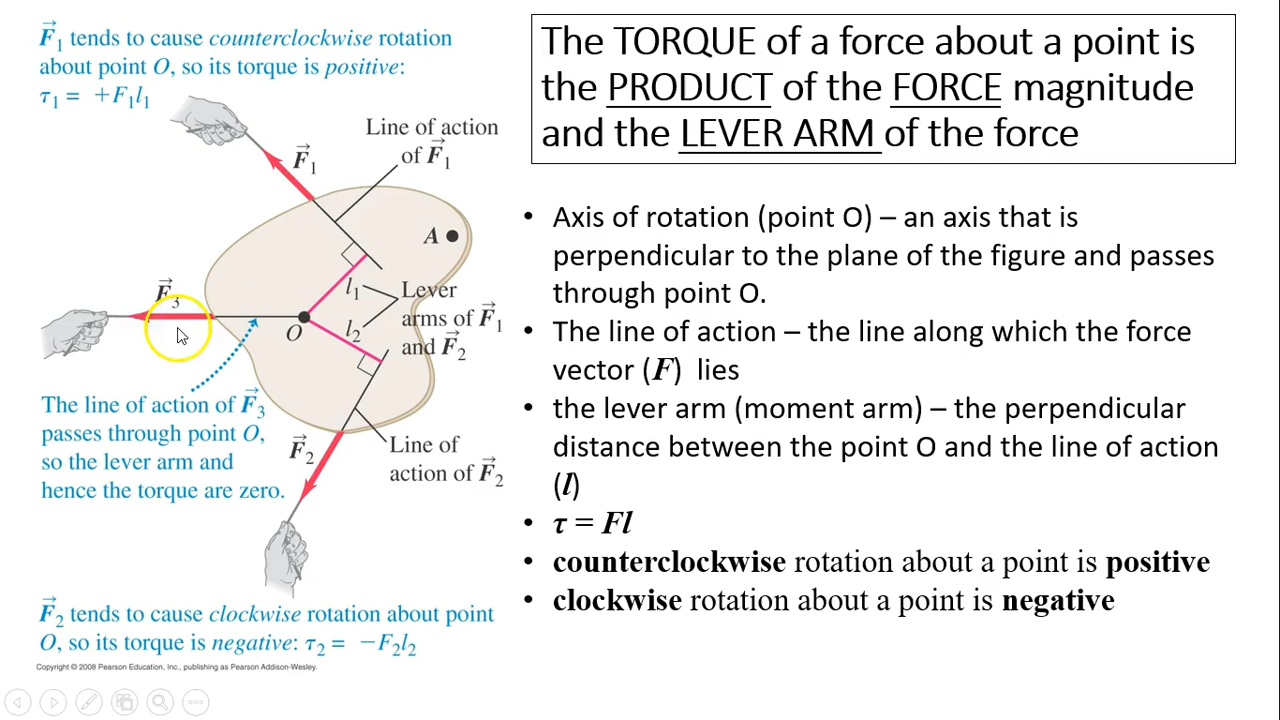 F⃗₁ tends to cause counterclockwise rotation
about point O, so its torque is positive:
τ₁ = +F₁l₁
Line of action
of F⃗₁
F⃗₁
A
F⃗₃
l₁
Lever
arms of F⃗₁
and F⃗₂
O
l₂
The line of action of F⃗₃
passes through point O,
so the lever arm and
hence the torque are zero.
F⃗₂
Line of
action of F⃗₂
F⃗₂ tends to cause clockwise rotation about point
O, so its torque is negative: τ₂ = −F₂l₂
Copyright © 2008 Pearson Education, Inc., publishing as Pearson Addison-Wesley.
The TORQUE of a force about a point is
the PRODUCT of the FORCE magnitude
and the LEVER ARM of the force
• Axis of rotation (point O) – an axis that is
perpendicular to the plane of the figure and passes
through point O.
• The line of action – the line along which the force
vector (F) lies
• the lever arm (moment arm) – the perpendicular
distance between the point O and the line of action
(l)
• τ = Fl
• counterclockwise rotation about a point is positive
• clockwise rotation about a point is negative